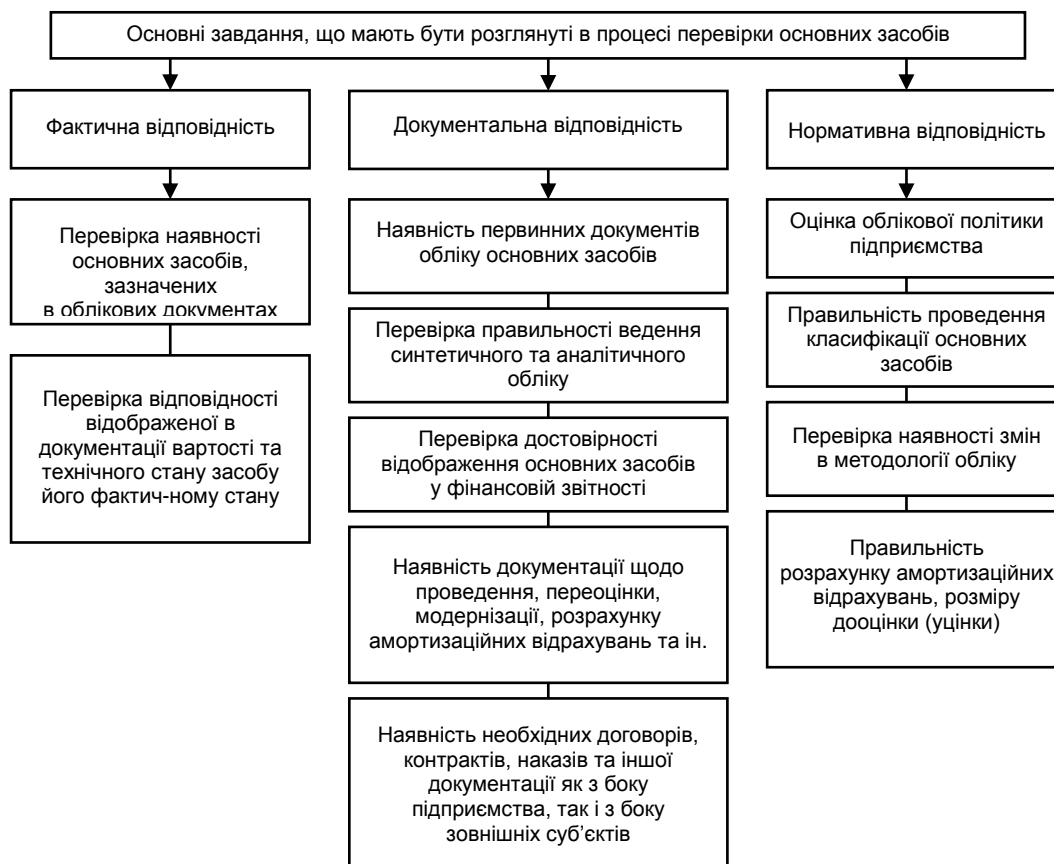 Основні завдання, що мають бути розглянуті в процесі перевірки основних засобів
Фактична відповідність
Документальна відповідність
Нормативна відповідність
Перевірка наявності
основних засобів,
зазначених
в облікових документах
Перевірка відповідності
відображеної в
документації вартості та
технічного стану засобу
його фактич-ному стану
Наявність первинних документів
обліку основних засобів
Перевірка правильності ведення
синтетичного та аналітичного
обліку
Перевірка достовірності
відображення основних засобів
у фінансовій звітності
Наявність документації щодо
проведення, переоцінки,
модернізації, розрахунку
амортизаційних відрахувань та ін.
Наявність необхідних договорів,
контрактів, наказів та іншої
документації як з боку
підприємства, так і з боку
зовнішніх суб’єктів
Оцінка облікової політики
підприємства
Правильність проведення
класифікації основних
засобів
Перевірка наявності змін
в методології обліку
Правильність
розрахунку амортизаційних
відрахувань, розміру
дооцінки (уцінки)